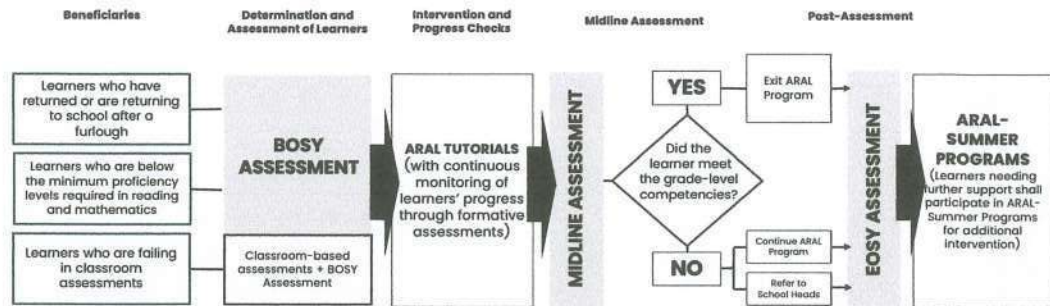 Beneficiaries
Determination and
Assessment of Learners
Intervention and
Progress Checks
Midline Assessment
Post-Assessment
Learners who have
returned or are returning
to school after a
furlough
Learners who are below
the minimum proficiency
levels required in reading
and mathematics
Learners who are failing
in classroom
assessments
BOSY
ASSESSMENT
Classroom-based
assessments + BOSY
Assessment
ARAL TUTORIALS
(with continuous
monitoring of
learners' progress
through formative
assessments)
MIDLINE ASSESSMENT
YES
Did the
learner meet
the grade-level
competencies?
NO
Exit ARAL
Program
Continue ARAL
Program
Refer to
School Heads
EOSY ASSESSMENT
ARAL-
SUMMER
PROGRAMS
(Learners needing
further support shall
participate in ARAL-
Summer Programs
for additional
intervention)